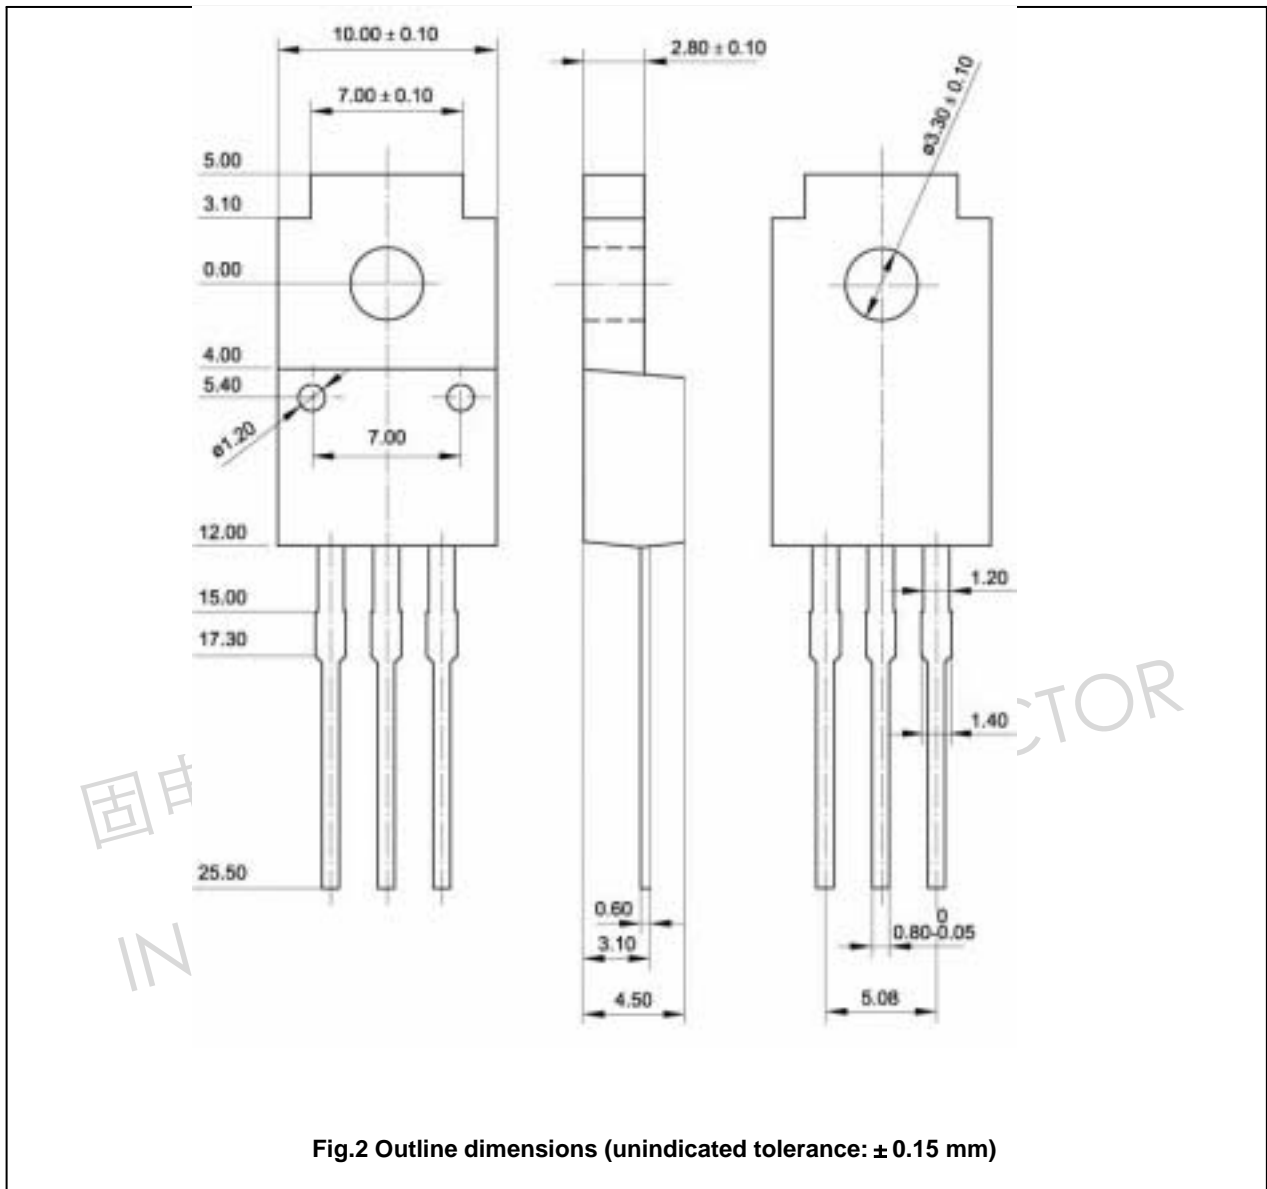 10.00 ± 0.10
2.80 ± 0.10
ø3.30 ± 0.10
7.00 ± 0.10
5.00
3.10
0.00
4.00
5.40
ø1.20
7.00
12.00
1.20
15.00
17.30
1.40
CTOR
固
IN
25.50
0.60
0
0.80-0.05
3.10
4.50
5.08
Fig.2 Outline dimensions (unindicated tolerance: ± 0.15 mm)